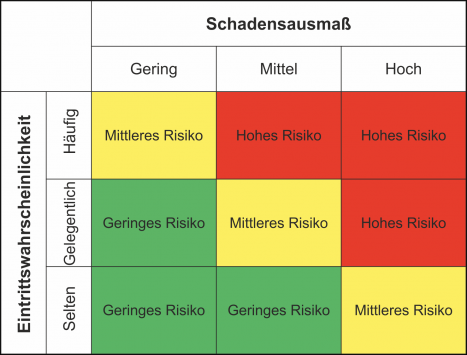 Schadensausmaß
Gering Mittel Hoch
Eintrittswahrscheinlichkeit
Häufig
Mittleres Risiko Hohes Risiko Hohes Risiko
Gelegentlich
Geringes Risiko Mittleres Risiko Hohes Risiko
Selten
Geringes Risiko Geringes Risiko Mittleres Risiko